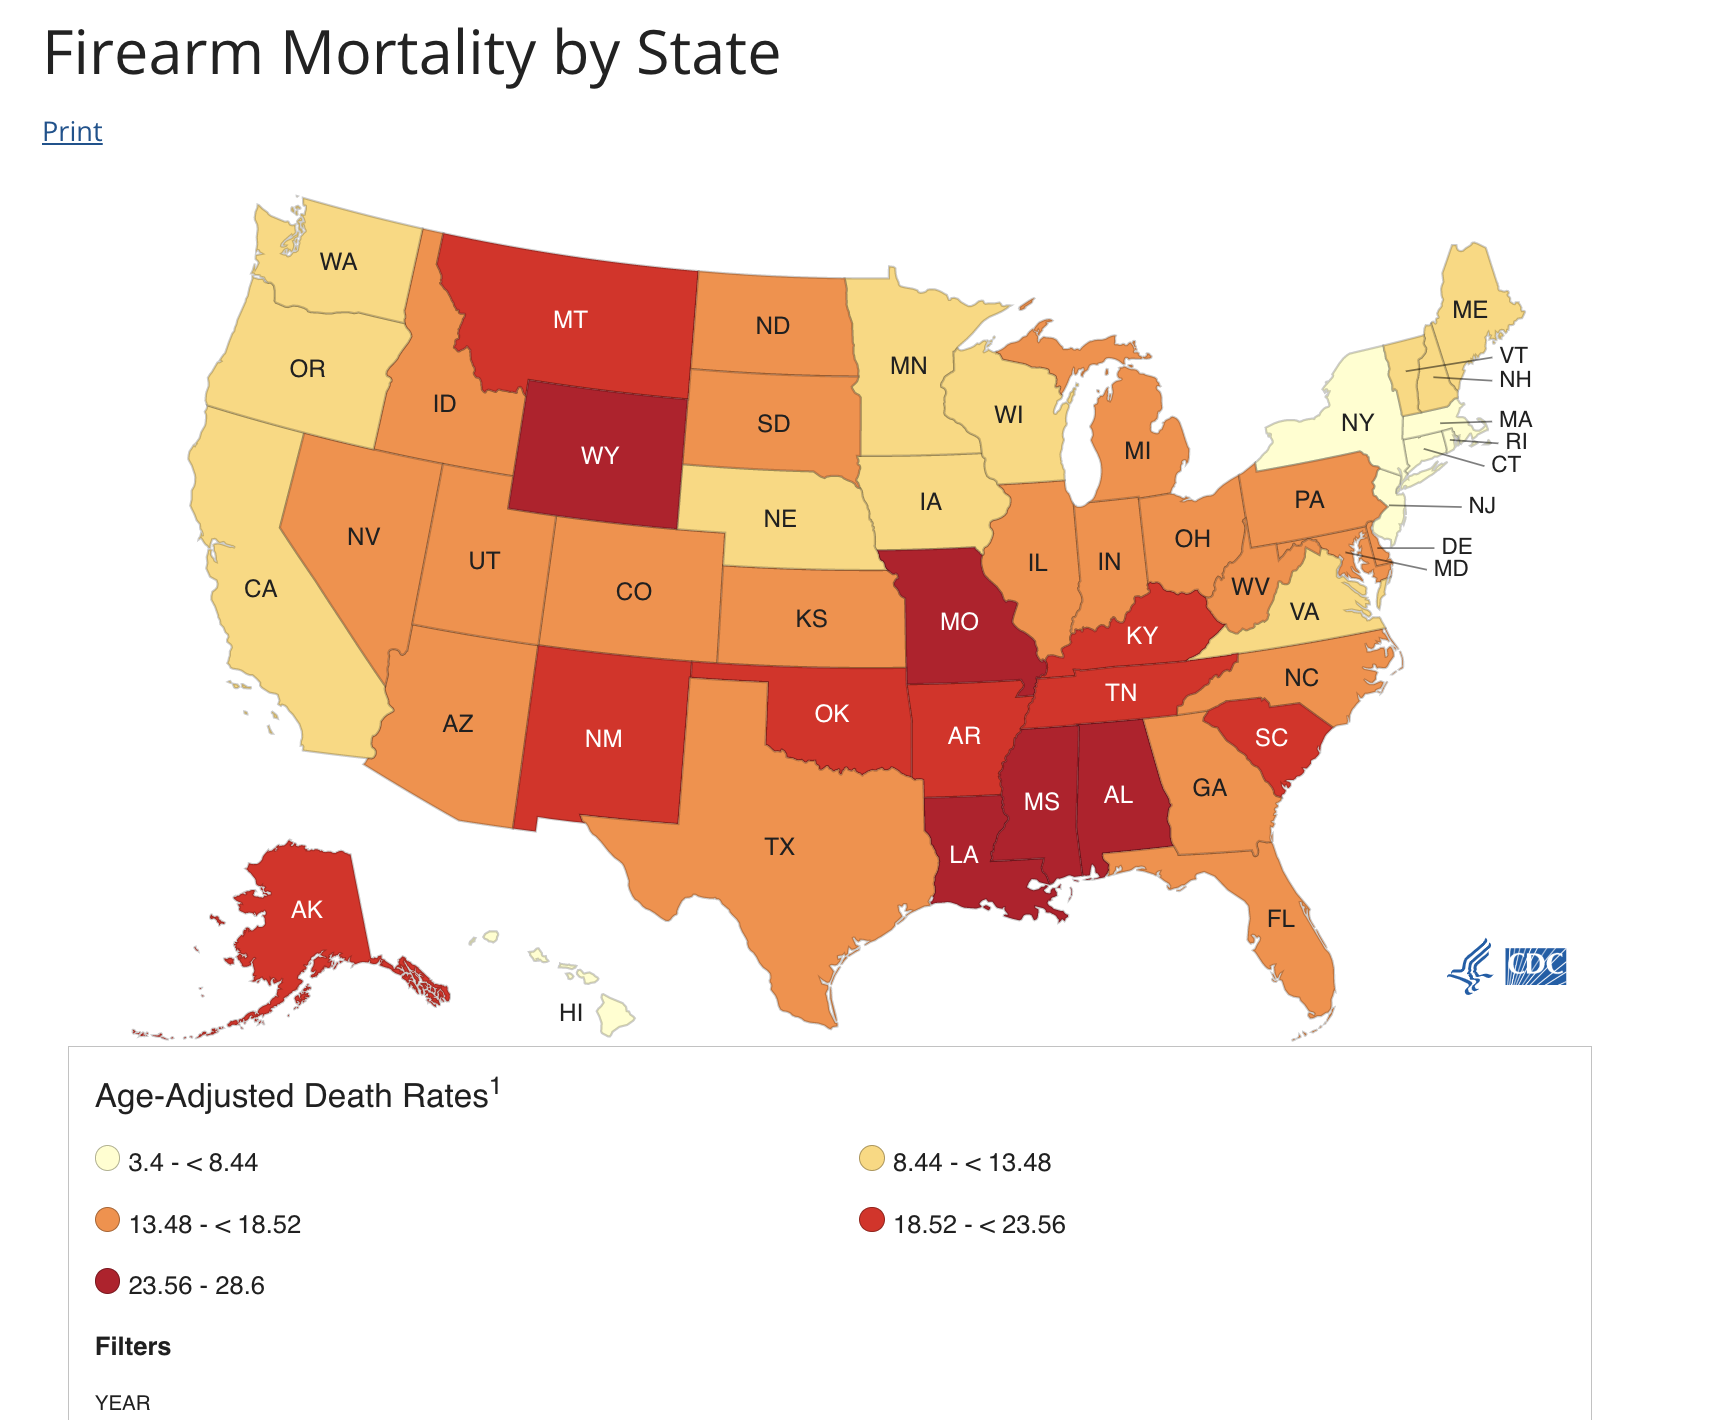 Firearm Mortality by State
Print
WA
MT
ND
ME
OR
MN
VT
ID
NH
SD
WI
NY
MA
WY
MI
RI
CT
IA
NE
PA
NJ
NV
OH
DE
UT
IL
IN
MD
CA
CO
WV
KS
MO
VA
KY
NC
TN
AZ
OK
NM
AR
SC
GA
MS
AL
TX
LA
AK
FL
CDC
HI
Age-Adjusted Death Rates1
3.4 - < 8.44
8.44 - < 13.48
13.48 - < 18.52
18.52 - < 23.56
23.56 - 28.6
Filters
YEAR